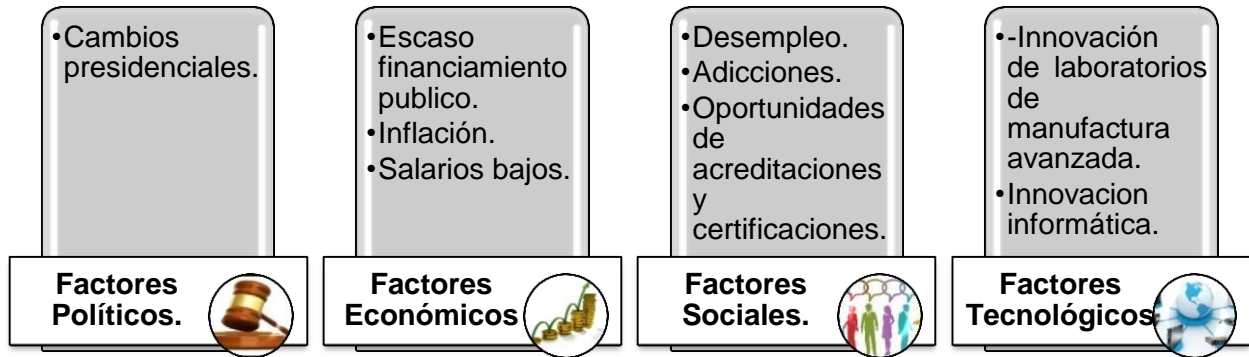 •Cambios
presidenciales.
Factores
Políticos.
•Escaso
financiamiento
publico.
•Inflación.
•Salarios bajos.
Factores
Económicos
•Desempleo.
•Adicciones.
•Oportunidades
de
acreditaciones
y
certificaciones.
Factores
Sociales.
•-Innovación
de laboratorios
de
manufactura
avanzada.
•Innovacion
informática.
Factores
Tecnológicos